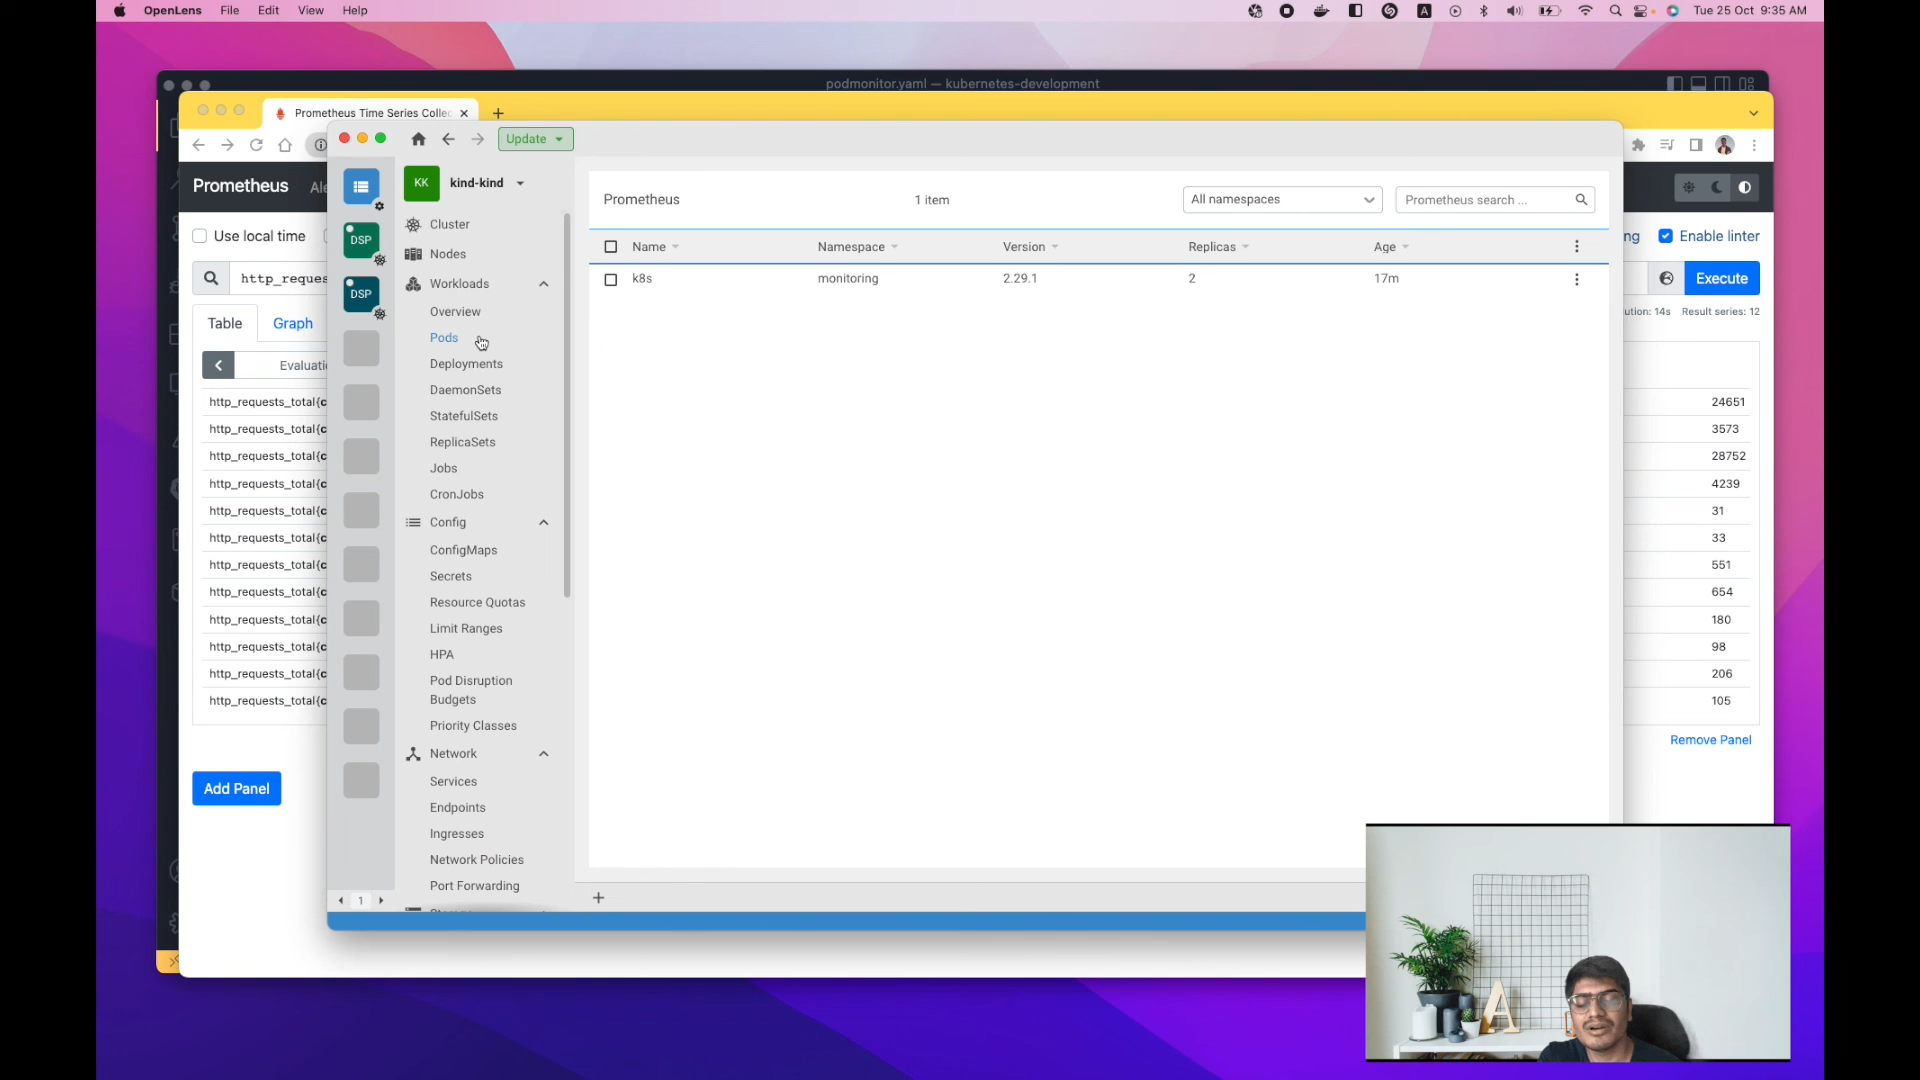 OpenLens File Edit View Help
A
Tue 25 Oct 9:35 AM
podmonitor.yaml — kubernetes-development
Prometheus Time Series Collec
Update
Prometheus
KK kind-kind
Prometheus
1 item
All namespaces
Prometheus search ...
Use local time
Enable linter
DSP
DSP
Cluster
Nodes
Workloads
Overview
Pods
Deployments
DaemonSets
StatefulSets
ReplicaSets
Jobs
CronJobs
Config
ConfigMaps
Secrets
Resource Quotas
Limit Ranges
HPA
Pod Disruption
Budgets
Priority Classes
Network
Services
Endpoints
Ingresses
Network Policies
Port Forwarding
1
Name Namespace Version Replicas Age
k8s monitoring 2.29.1 2 17m
http_reques
Execute
ution: 14s Result series: 12
Table Graph
Evaluati
http_requests_total{c
24651
http_requests_total{c
3573
http_requests_total{c
28752
http_requests_total{c
4239
http_requests_total{c
31
http_requests_total{c
33
http_requests_total{c
551
http_requests_total{c
654
http_requests_total{c
180
http_requests_total{c
98
http_requests_total{c
206
http_requests_total{c
105
Remove Panel
Add Panel
A